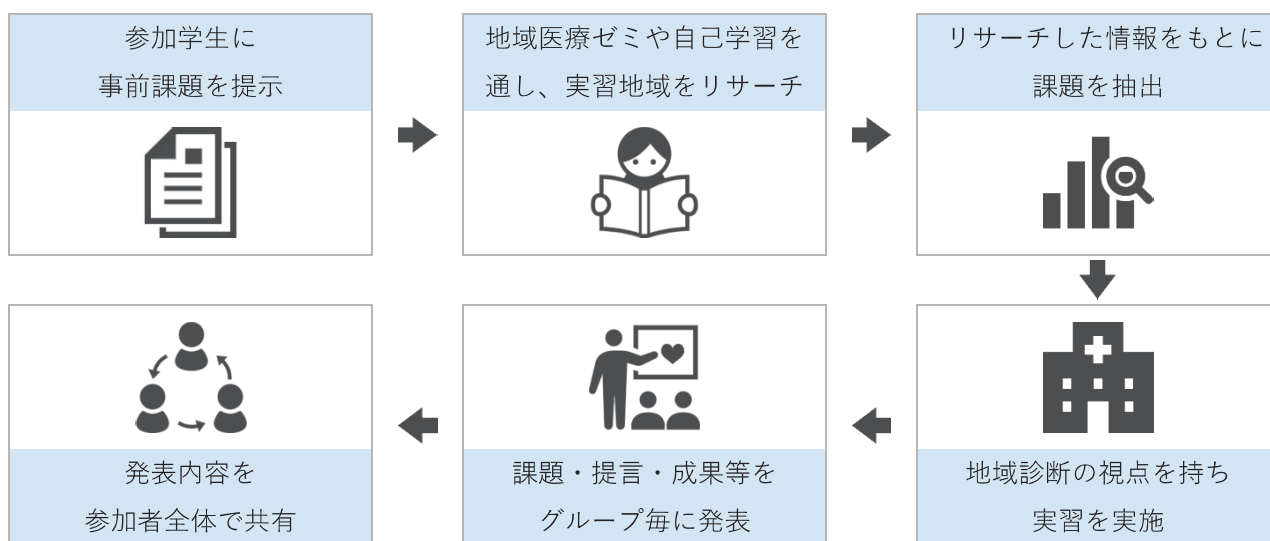 参加学生に
事前課題を提示
地域医療ゼミや自己学習を
通し、実習地域をリサーチ
リサーチした情報をもとに
課題を抽出
地域診断の視点を持ち
実習を実施
課題・提言・成果等を
グループ毎に発表
発表内容を
参加者全体で共有